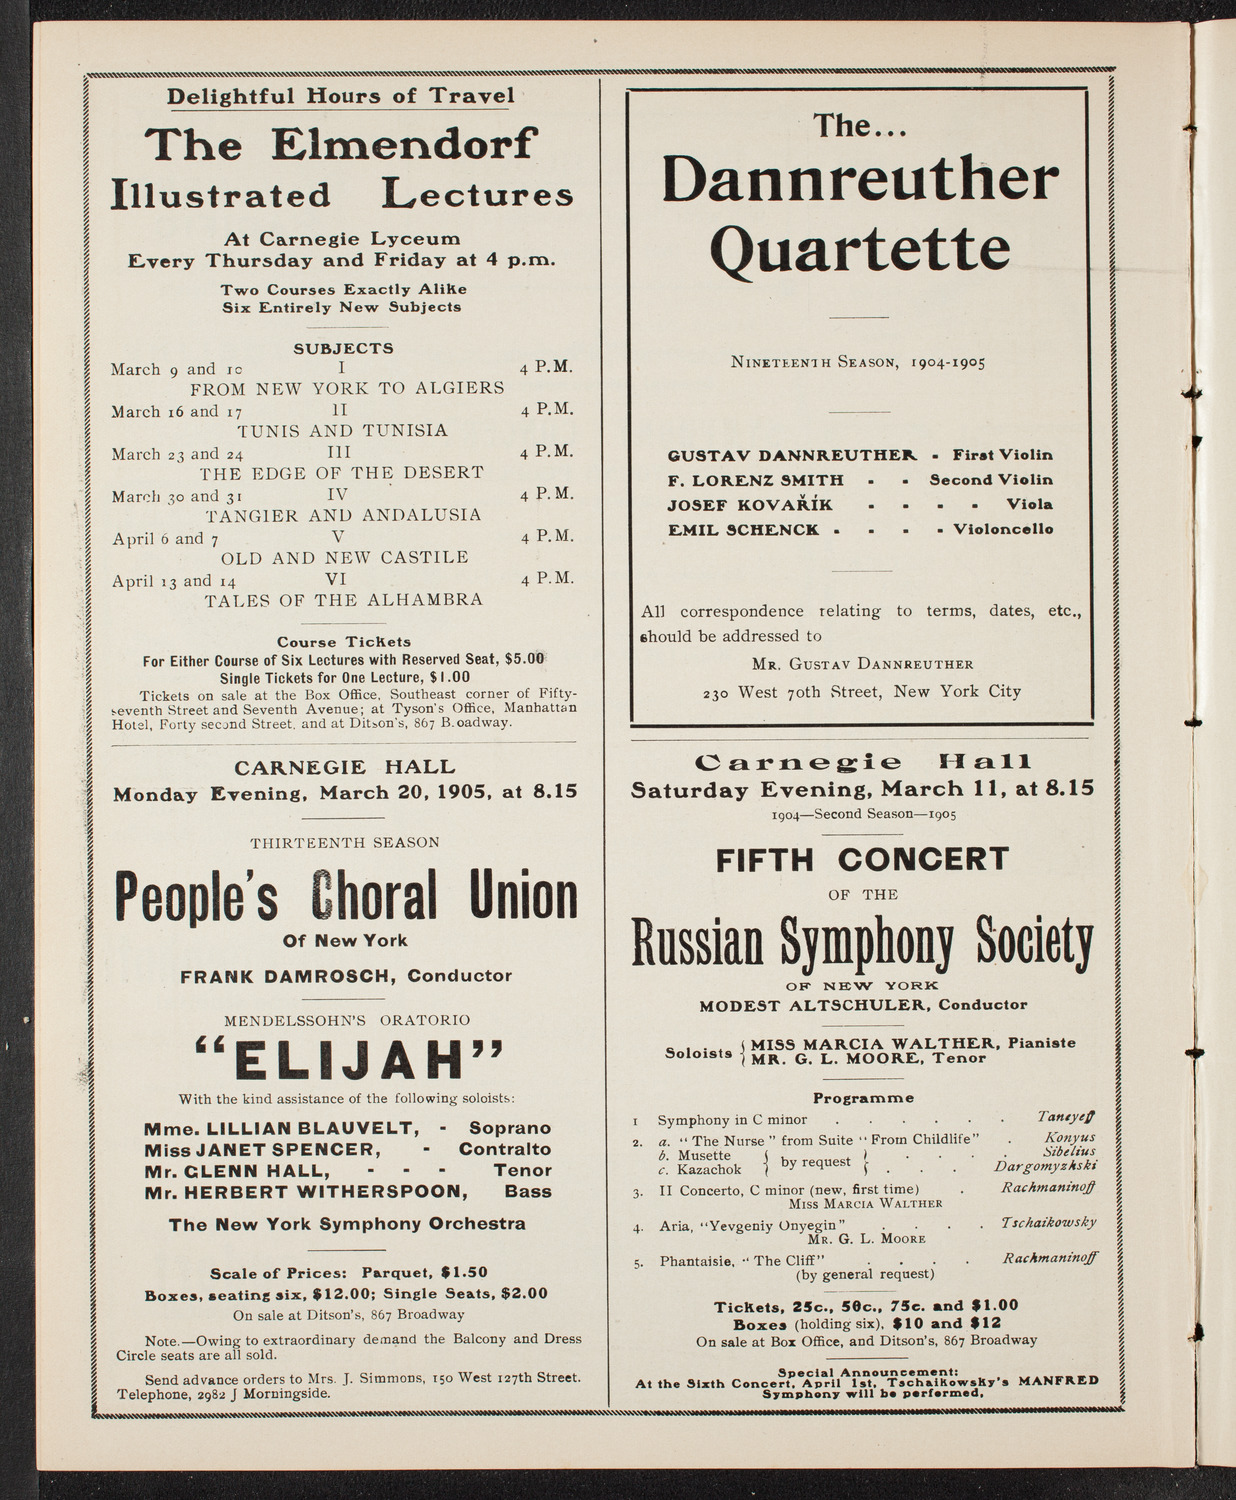 Delightful Hours of Travel
The Elmendorf
Illustrated Lectures
At Carnegie Lyceum
Every Thursday and Friday at 4 p.m.
Two Courses Exactly Alike
Six Entirely New Subjects
SUBJECTS
March 9 and 10 I 4 P.M.
FROM NEW YORK TO ALGIERS
March 16 and 17 II 4 P.M.
TUNIS AND TUNISIA
March 23 and 24 III 4 P.M.
THE EDGE OF THE DESERT
March 30 and 31 IV 4 P.M.
TANGIER AND ANDALUSIA
April 6 and 7 V 4 P.M.
OLD AND NEW CASTILE
April 13 and 14 VI 4 P.M.
TALES OF THE ALHAMBRA
Course Tickets
For Either Course of Six Lectures with Reserved Seat, $5.00
Single Tickets for One Lecture, $1.00
Tickets on sale at the Box Office, Southeast corner of Fifty-
seventh Street and Seventh Avenue; at Tyson's Office, Manhattan
Hotel, Forty second Street, and at Ditson's, 867 B.oadway.
CARNEGIE HALL
Monday Evening, March 20, 1905, at 8.15
THIRTEENTH SEASON
People's Choral Union
Of New York
FRANK DAMROSCH, Conductor
MENDELSSOHN'S ORATORIO
"ELIJAH"
With the kind assistance of the following soloists:
Mme. LILLIAN BLAUVELT, - Soprano
Miss JANET SPENCER, - Contralto
Mr. GLENN HALL, - - - Tenor
Mr. HERBERT WITHERSPOON, Bass
The New York Symphony Orchestra
Scale of Prices: Parquet, $1.50
Boxes, seating six, $12.00; Single Seats, $2.00
On sale at Ditson's, 867 Broadway
Note.—Owing to extraordinary demand the Balcony and Dress
Circle seats are all sold.
Send advance orders to Mrs. J. Simmons, 150 West 127th Street.
Telephone, 2982 J Morningside.
The...
Dannreuther
Quartette
NINETEENTH SEASON, 1904-1905
GUSTAV DANNREUTHER - First Violin
F. LORENZ SMITH - - Second Violin
JOSEF KOVAŘÍK - - - - Viola
EMIL SCHENCK - - - - Violoncello
All correspondence relating to terms, dates, etc.,
should be addressed to
MR. GUSTAV DANNREUTHER
230 West 70th Street, New York City
Carnegie Hall
Saturday Evening, March 11, at 8.15
1904—Second Season—1905
FIFTH CONCERT
OF THE
Russian Symphony Society
OF NEW YORK
MODEST ALTSCHULER, Conductor
Soloists { MISS MARCIA WALTHER, Pianiste
MR. G. L. MOORE, Tenor
Programme
1 Symphony in C minor . . . . . . Taneyeff
2. a. "The Nurse" from Suite "From Childlife" . Konyus
b. Musette } by request { . . . . Sibelius
c. Kazachok . . . Dargomyzhski
3. II Concerto, C minor (new, first time) . Rachmaninoff
MISS MARCIA WALTHER
4. Aria, "Yevgeniy Onyegin" . . . . Tschaikowsky
MR. G. L. MOORE
5. Phantaisie, "The Cliff" . . . . Rachmaninoff
(by general request)
Tickets, 25c., 50c., 75c. and $1.00
Boxes (holding six), $10 and $12
On sale at Box Office, and Ditson's, 867 Broadway
Special Announcement:
At the Sixth Concert, April 1st, Tschaikowsky's MANFRED
Symphony will be performed.